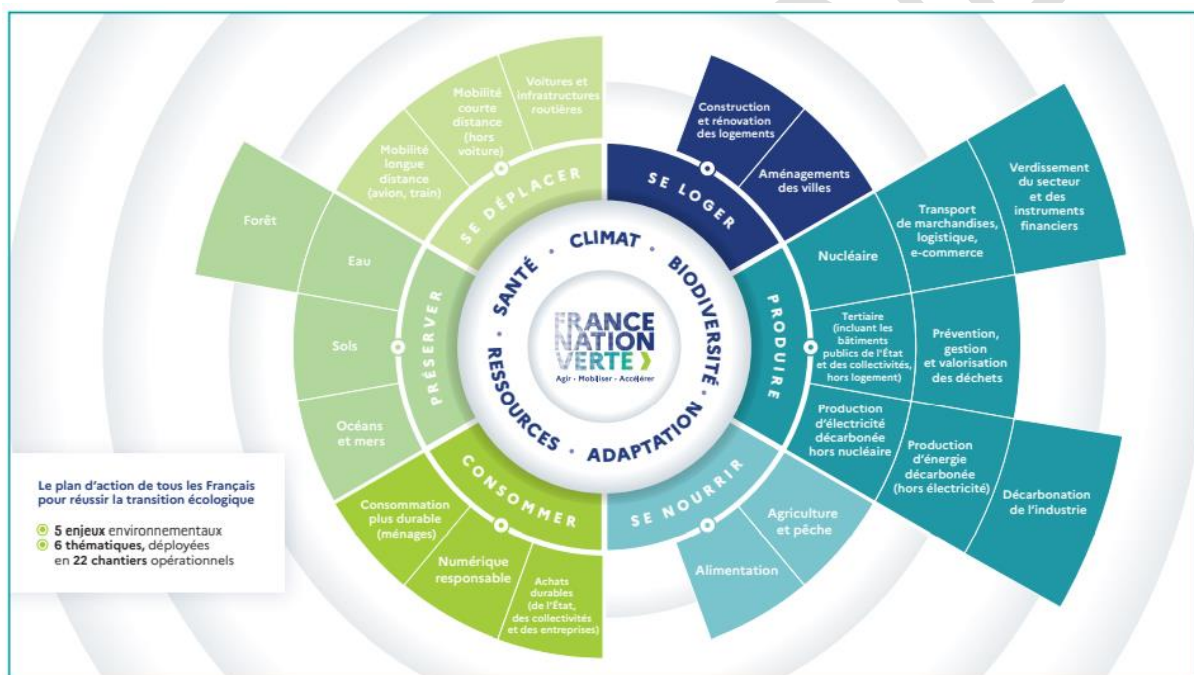 Voitures et
infrastructures
routières
Mobilité
courte
distance
(hors
voiture)
Mobilité
longue
distance
(avion, train)
SE DÉPLACER
Construction
et rénovation
des logements
Aménagements
des villes
SE LOGER
Forêt
Eau
Sols
Océans
et mers
PRÉSERVER
Nucléaire
Transport
de marchandises,
logistique,
e-commerce
Verdissement
du secteur
et des
instruments
financiers
Tertiaire
(incluant les
bâtiments
publics de l'État
et des collectivités,
hors logement)
Prévention,
gestion
et valorisation
des déchets
Production
d'électricité
décarbonée
hors nucléaire
Production
d'énergie
décarbonée
(hors électricité)
Décarbonation
de l'industrie
PRODUIRE
SANTÉ · CLIMAT · BIODIVERSITÉ · ADAPTATION · RESSOURCES ·
FRANCE
NATION
VERTE
Agir • Mobiliser • Accélérer
CONSOMMER
Consommation
plus durable
(ménages)
Numérique
responsable
Achats
durables
(de l'État,
des collectivités
et des entreprises)
SE NOURRIR
Agriculture
et pêche
Alimentation
Le plan d'action de tous les Français
pour réussir la transition écologique
5 enjeux environnementaux
6 thématiques, déployées
en 22 chantiers opérationnels